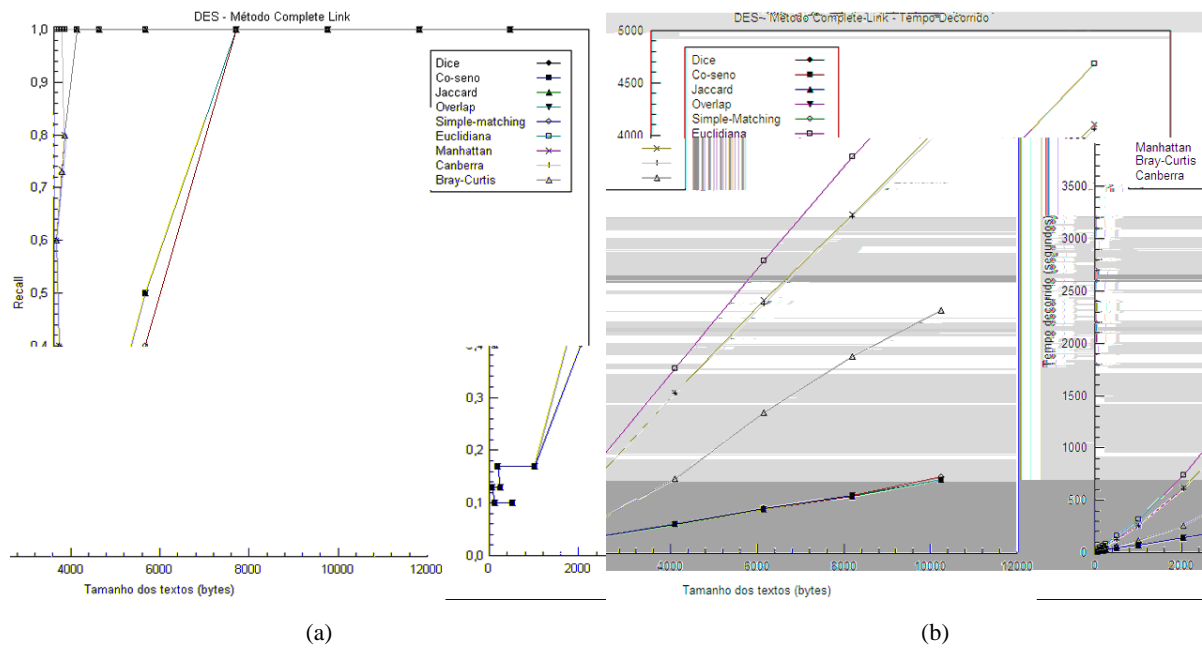 DES - Método Complete Link
1,0
0,9
0,8
0,7
0,6
0,5
0,4
Recall
Dice
Co-seno
Jaccard
Overlap
Simple-matching
Euclidiana
Manhattan
Canberra
Bray-Curtis
0,4
0,3
0,2
0,1
0,0
4000 6000 8000 10000 12000
0 2000
Tamanho dos textos (bytes)
(a)
DES- Método Complete-Link - Tempo Decorrido
5000
4500
4000
Dice
Co-seno
Jaccard
Overlap
Simple-Matching
Euclidiana
Manhattan
Bray-Curtis
Canberra
3500
3000
2500
2000
1500
1000
500
0
Tempo decorrido (segundos)
4000 6000 8000 10000 12000
0 2000
Tamanho dos textos (bytes)
(b)